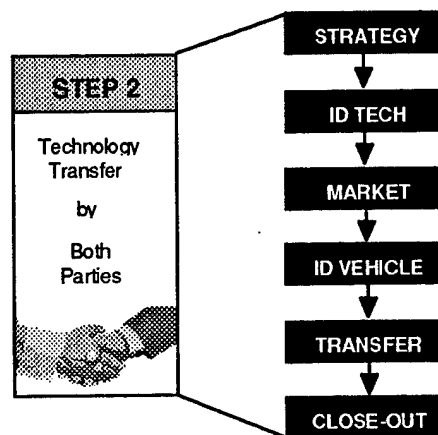 STEP 2
Technology
Transfer
by
Both
Parties
STRATEGY
ID TECH
MARKET
ID VEHICLE
TRANSFER
CLOSE-OUT